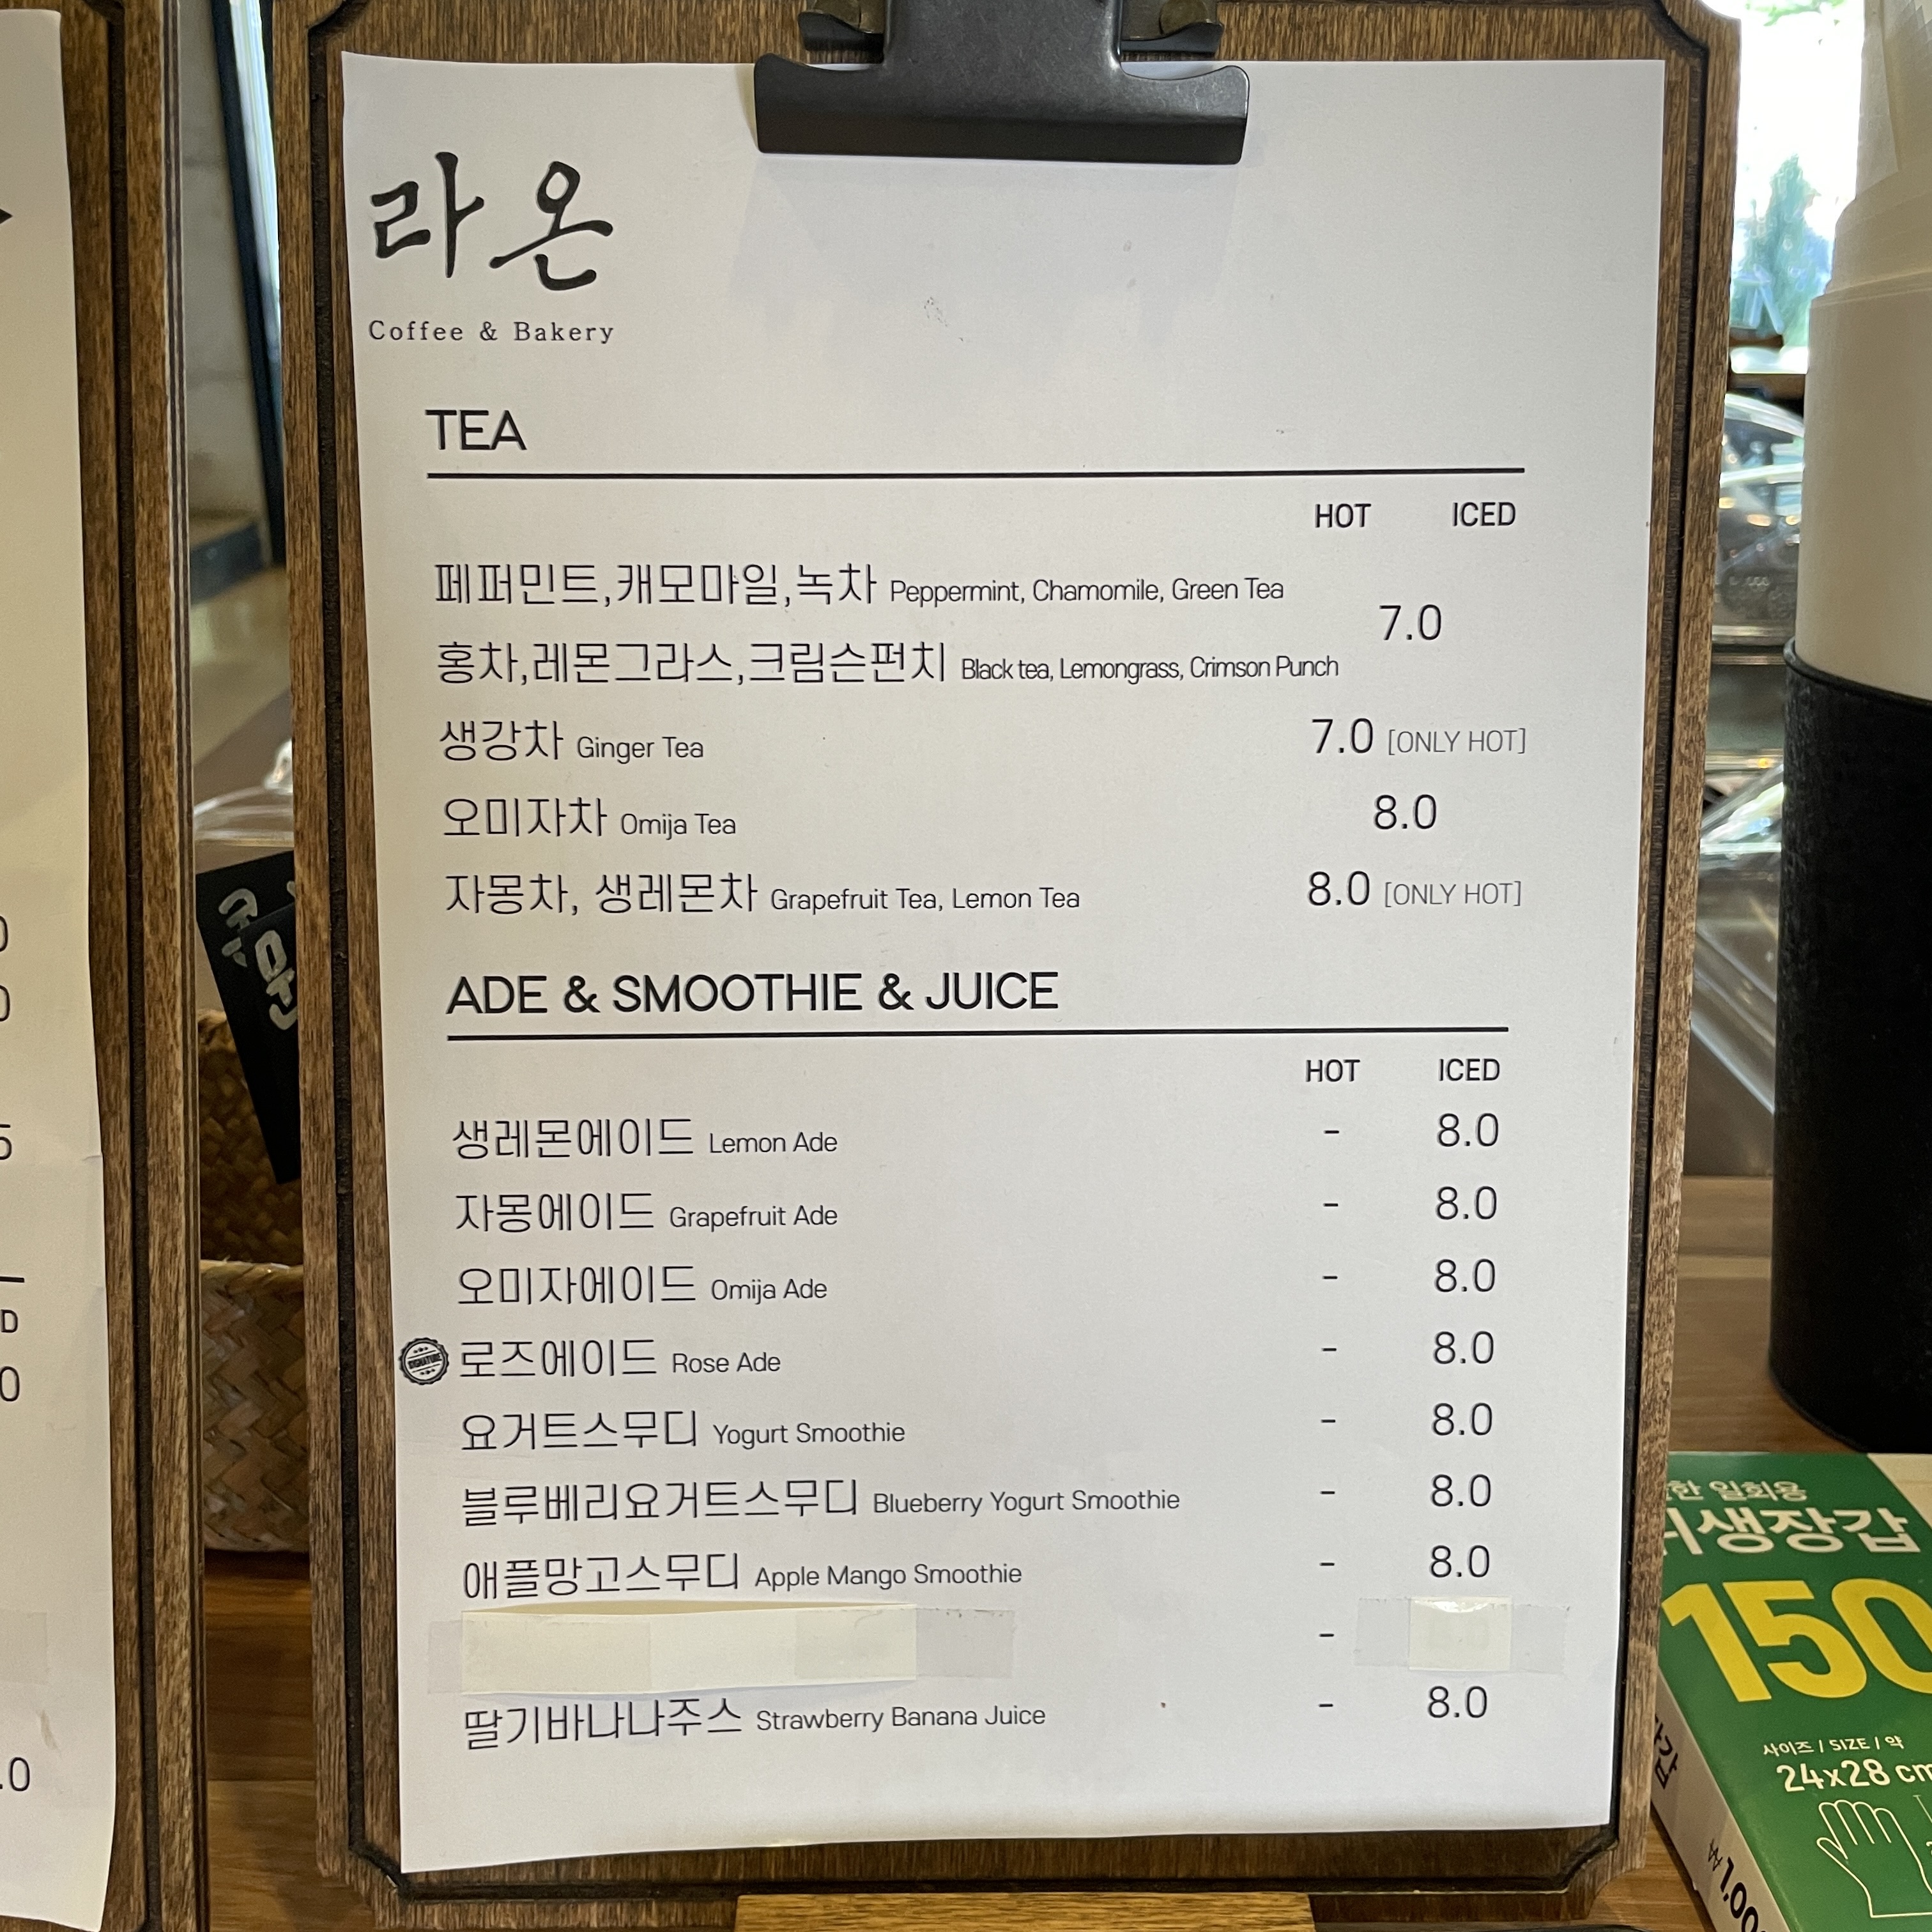 라온
Coffee & Bakery
TEA
HOT ICED
페퍼민트,캐모마일,녹차 Peppermint, Chamomile, Green Tea
7.0
홍차,레몬그라스,크림슨펀치 Black tea, Lemongrass, Crimson Punch
생강차 Ginger Tea 7.0 [ONLY HOT]
오미자차 Omija Tea 8.0
자몽차, 생레몬차 Grapefruit Tea, Lemon Tea 8.0 [ONLY HOT]
ADE & SMOOTHIE & JUICE
HOT ICED
생레몬에이드 Lemon Ade - 8.0
자몽에이드 Grapefruit Ade - 8.0
오미자에이드 Omija Ade - 8.0
SIGNATURE 로즈에이드 Rose Ade - 8.0
요거트스무디 Yogurt Smoothie - 8.0
블루베리요거트스무디 Blueberry Yogurt Smoothie - 8.0
애플망고스무디 Apple Mango Smoothie - 8.0
-
딸기바나나주스 Strawberry Banana Juice - 8.0
일회용
위생장갑
150
사이즈 / SIZE / 약
24x28 cm